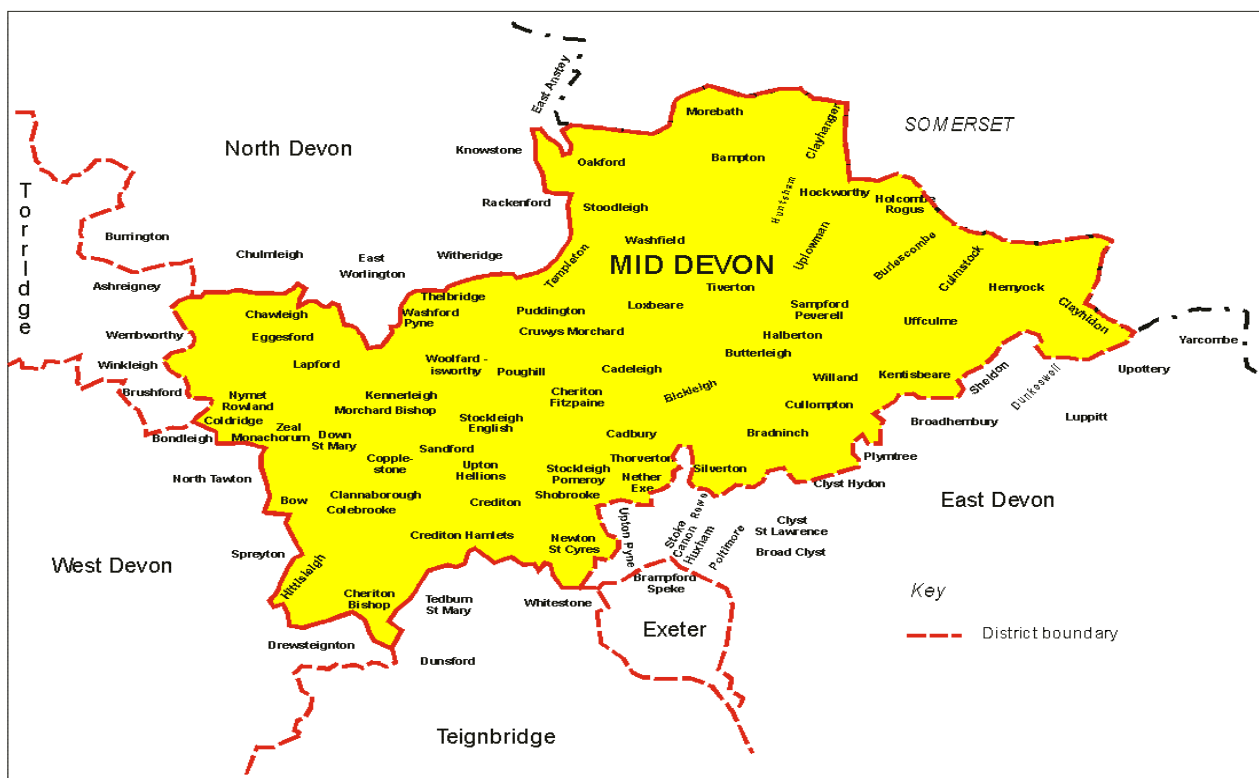 East Anstey
Morebath
Clayhanger
SOMERSET
North Devon
Knowstone
Oakford
Bampton
Torridge
Rackenford
Stoodleigh
Huntsham
Hockworthy
Holcombe
Rogus
Burrington
Chulmleigh
East
Worlington
Witheridge
Templeton
Washfield
MID DEVON
Uplowman
Burlescombe
Culmstock
Ashreigney
Thelbridge
Tiverton
Hemyock
Clayhidon
Chawleigh
Washford
Pyne
Puddington
Loxbeare
Sampford
Peverell
Uffculme
Wembworthy
Eggesford
Cruwys Morchard
Halberton
Yarcombe
Winkleigh
Lapford
Woolfard -
isworthy
Poughill
Cadeleigh
Butterleigh
Willand
Kentisbeare
Sheldon
Dunkeswell
Upottery
Brushford
Nymet
Rowland
Kennerleigh
Morchard Bishop
Cheriton
Fitzpaine
Bickleigh
Cullompton
Broadhembury
Luppitt
Coldridge
Zeal
Monachorum
Down
St Mary
Stockleigh
English
Cadbury
Bradninch
Bondleigh
Sandford
Thorverton
Silverton
Plymtree
North Tawton
Copple-
stone
Upton
Hellions
Stockleigh
Pomeroy
Nether
Exe
Clyst Hydon
Bow
Clannaborough
Colebrooke
Crediton
Shobrooke
Rewe
East Devon
Upton Pyne
Stoke
Canon
Huxham
Poltimore
Clyst
St Lawrence
Crediton Hamlets
Newton
St Cyres
Broad Clyst
West Devon
Spreyton
Hittisleigh
Cheriton
Bishop
Tedburn
St Mary
Whitestone
Brampford
Speke
Key
Exeter
District boundary
Drewsteignton
Dunsford
Teignbridge